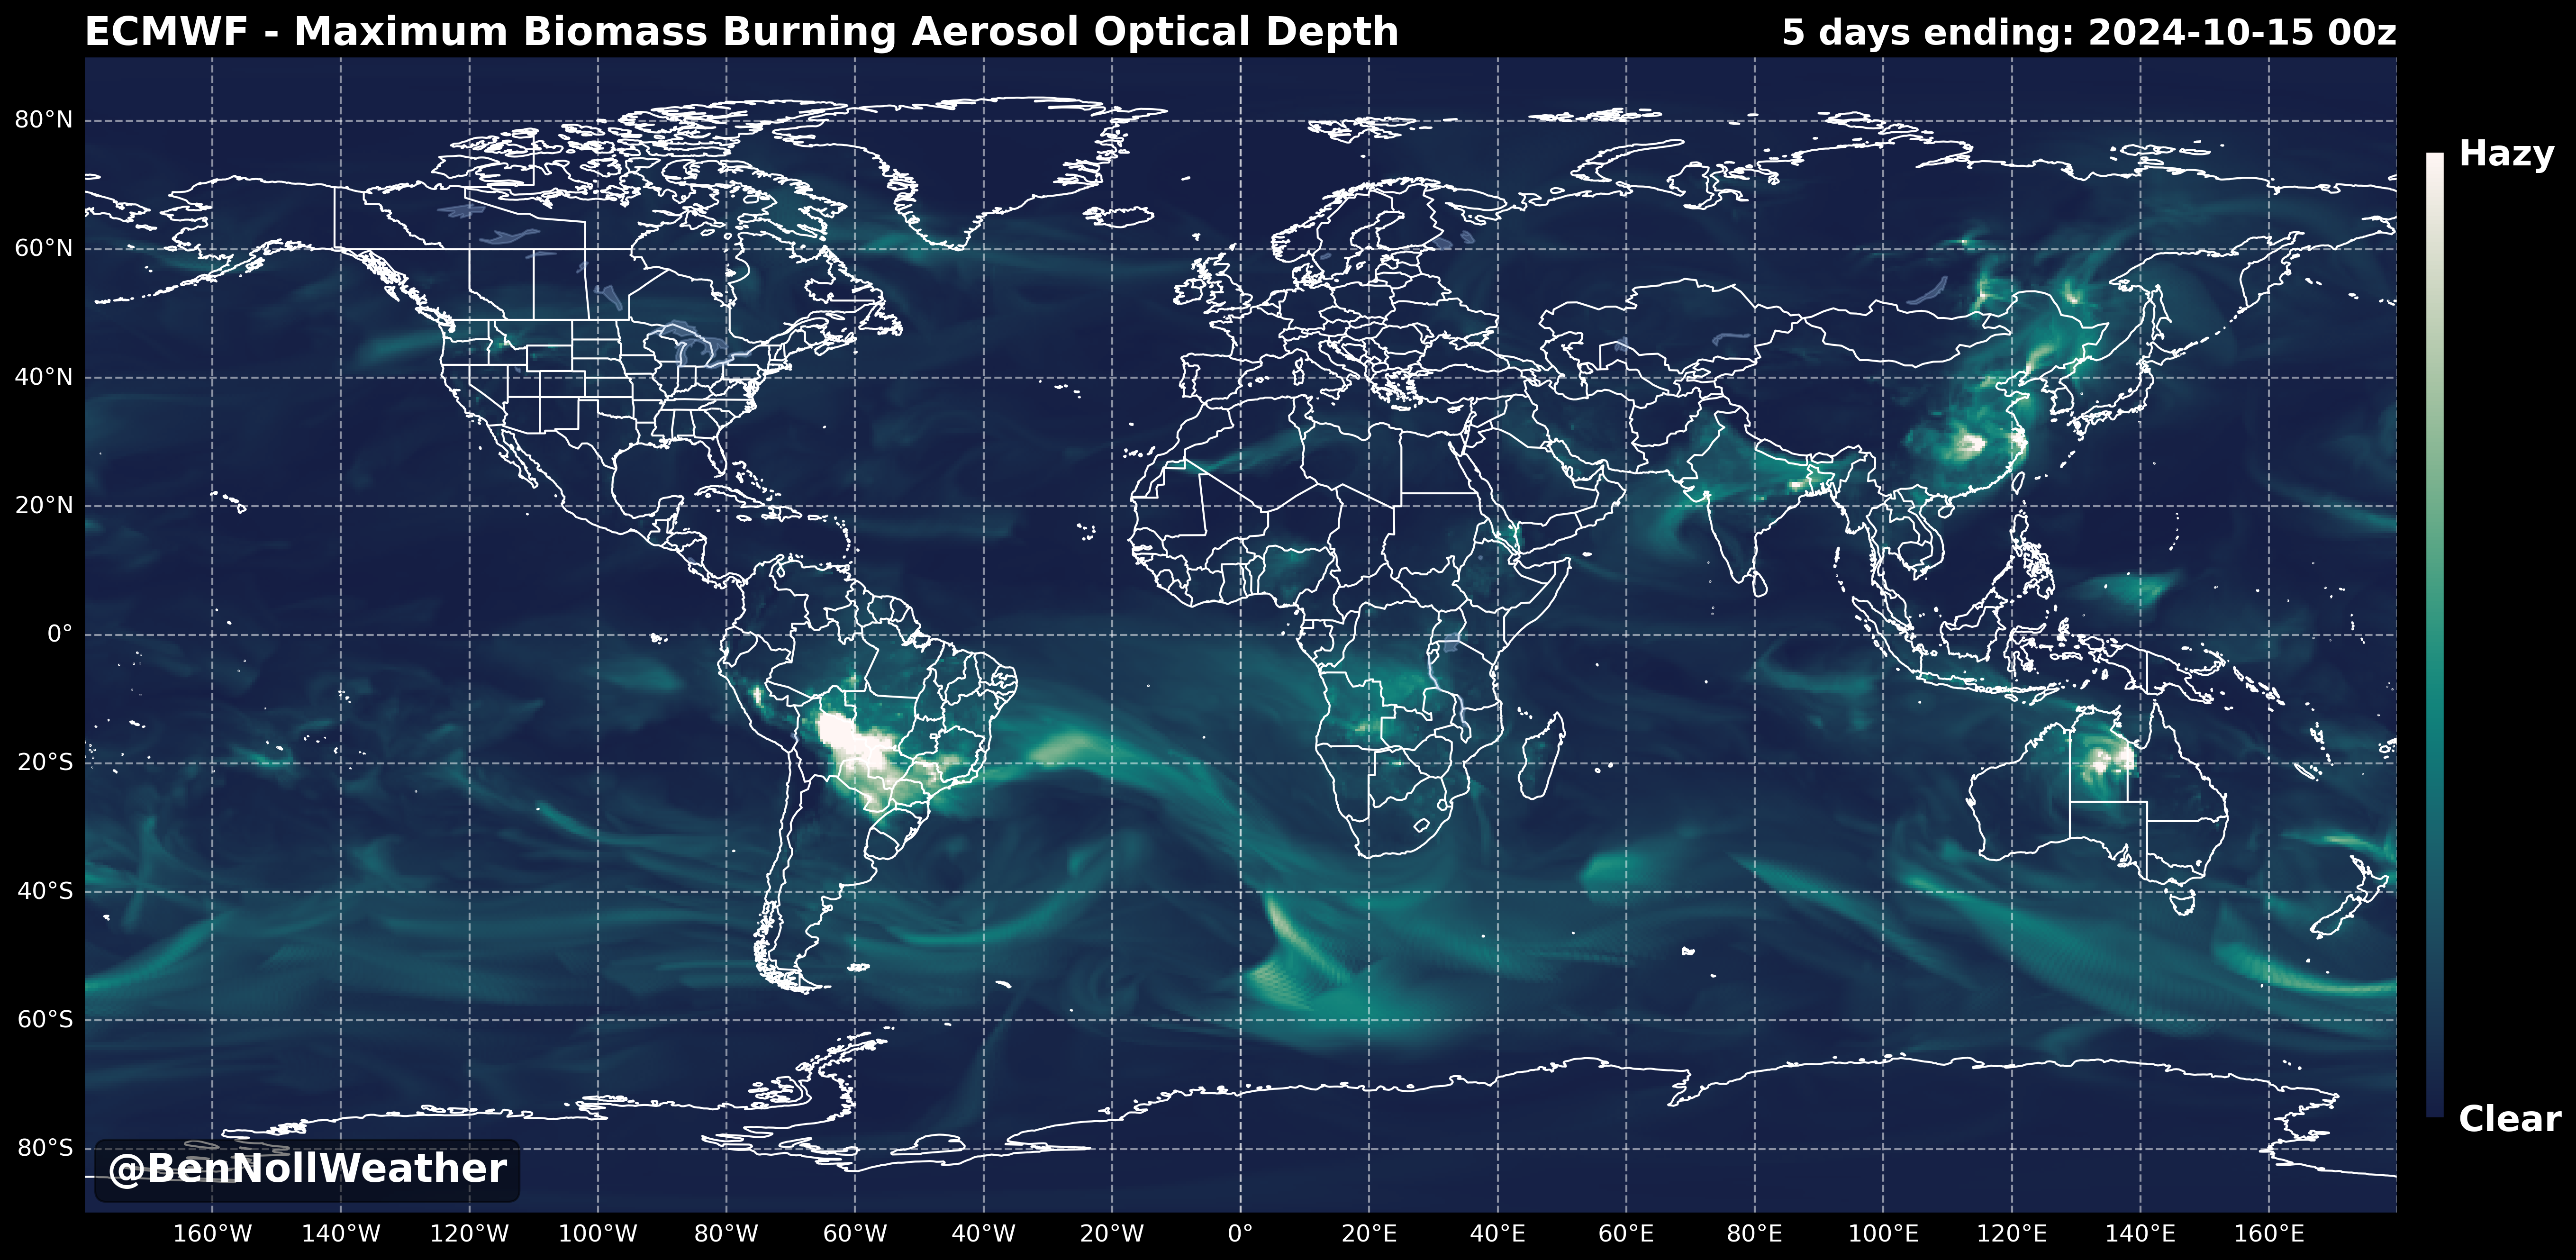 ECMWF - Maximum Biomass Burning Aerosol Optical Depth
5 days ending: 2024-10-15 00z
80°N
60°N
40°N
20°N
0°
20°S
40°S
60°S
80°S
Hazy
Clear
@BenNollWeather
160°W 140°W 120°W 100°W 80°W 60°W 40°W 20°W 0° 20°E 40°E 60°E 80°E 100°E 120°E 140°E 160°E